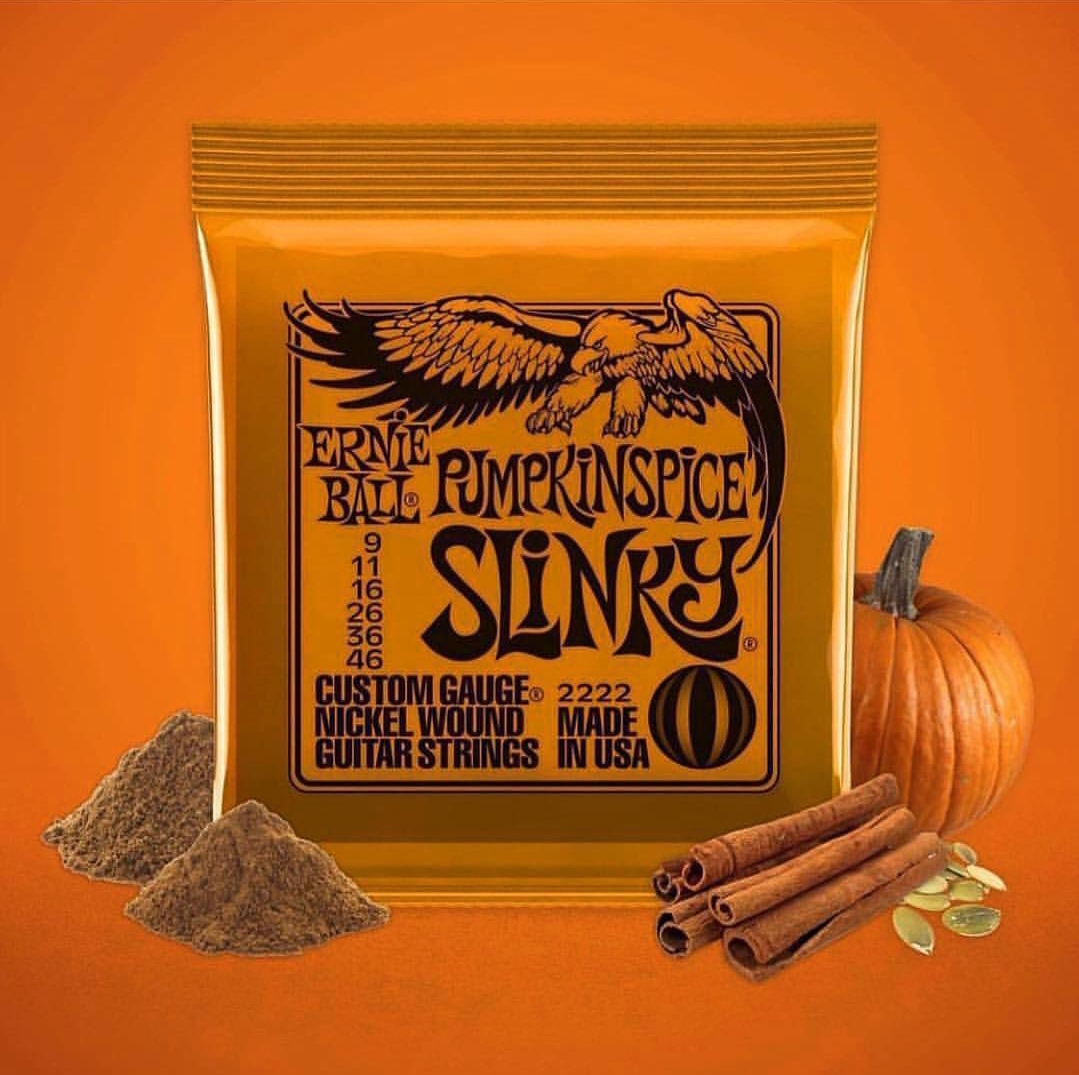 ERNiE
BALL®
PUMPKiNSPiCE
SLiNKY®
9
11
16
26
36
46
CUSTOM GAUGE®
NICKEL WOUND
GUITAR STRINGS
2222
MADE
IN USA